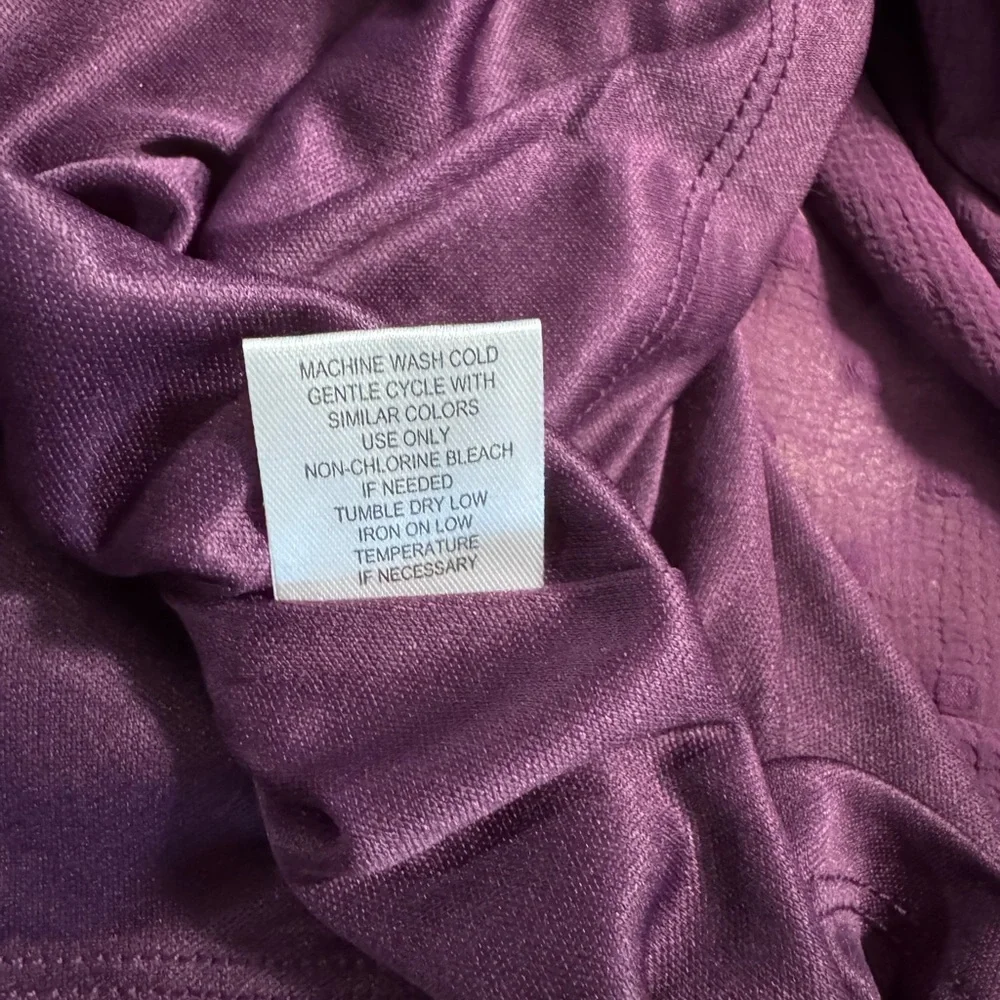 MACHINE WASH COLD
GENTLE CYCLE WITH
SIMILAR COLORS
USE ONLY
NON-CHLORINE BLEACH
IF NEEDED
TUMBLE DRY LOW
IRON ON LOW
TEMPERATURE
IF NECESSARY